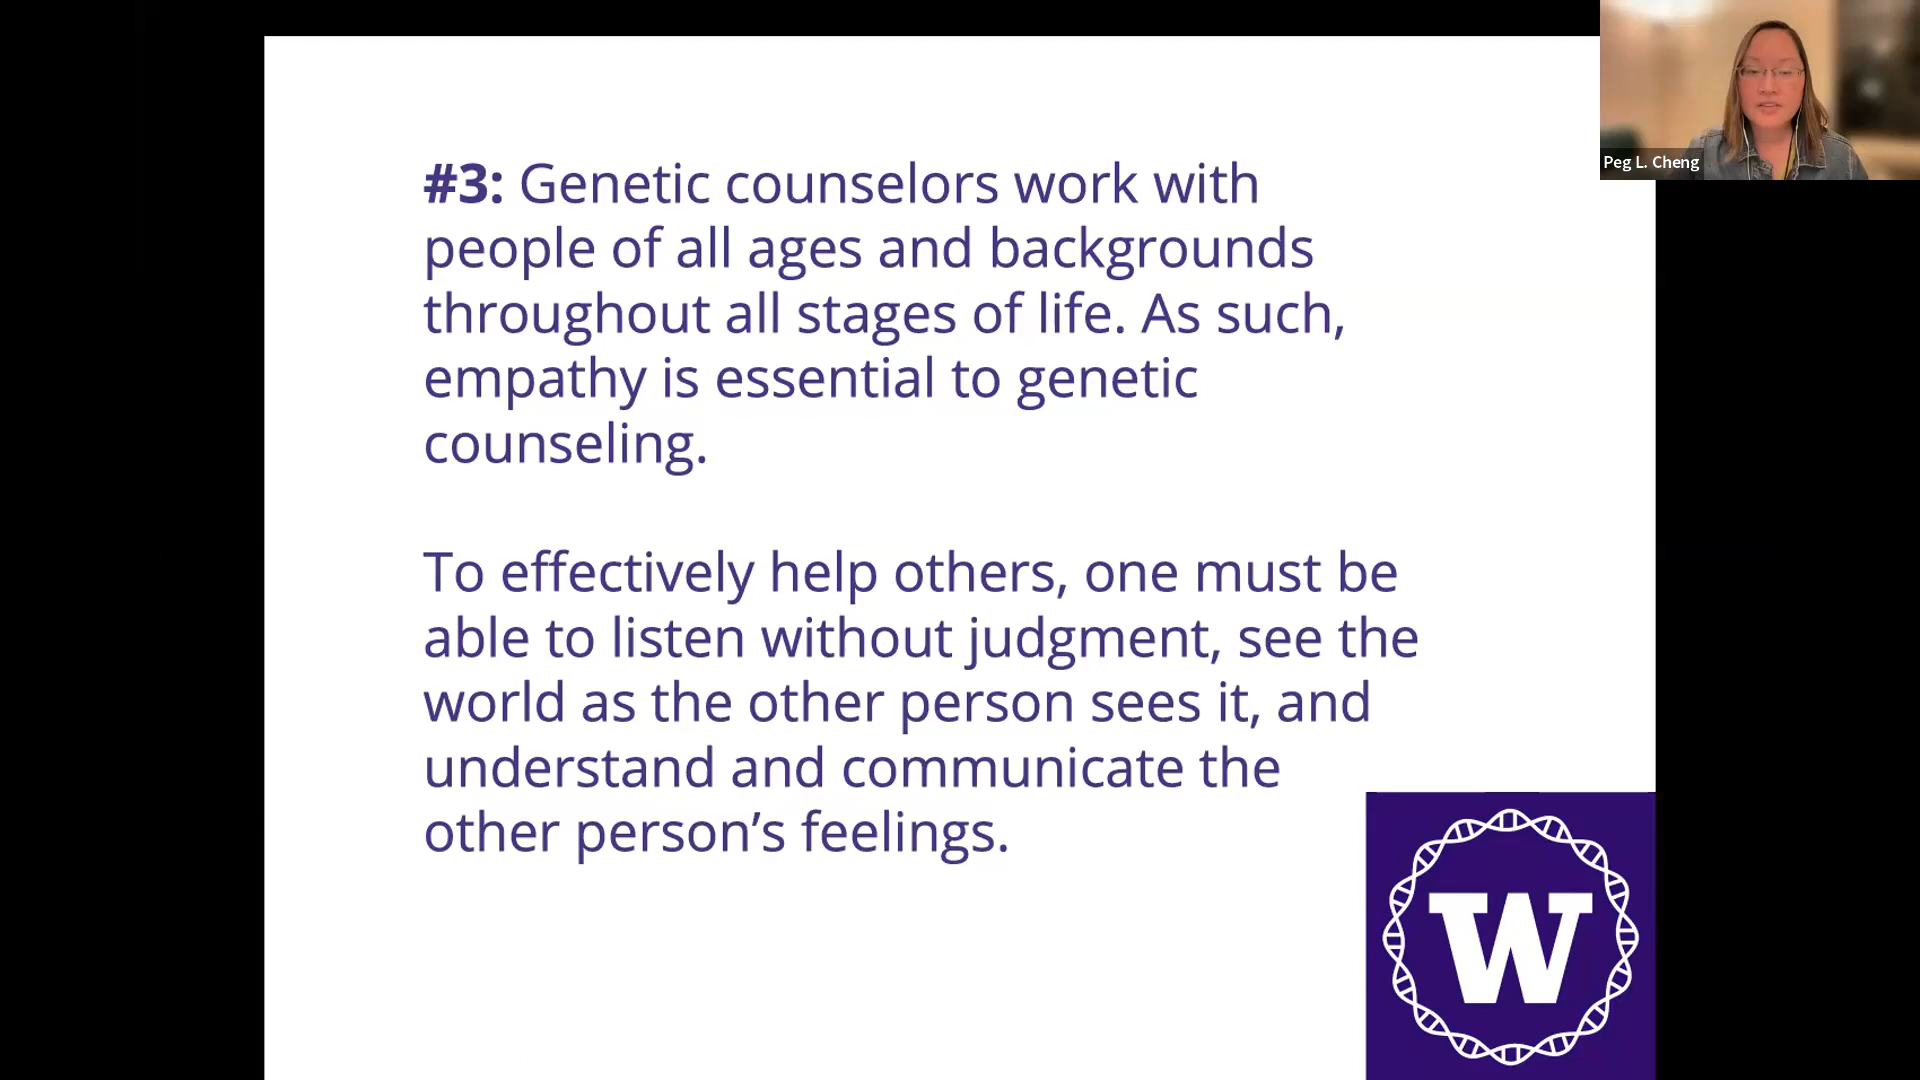 #3: Genetic counselors work with
people of all ages and backgrounds
throughout all stages of life. As such,
empathy is essential to genetic
counseling.
To effectively help others, one must be
able to listen without judgment, see the
world as the other person sees it, and
understand and communicate the
other person’s feelings.
Peg L. Cheng
W